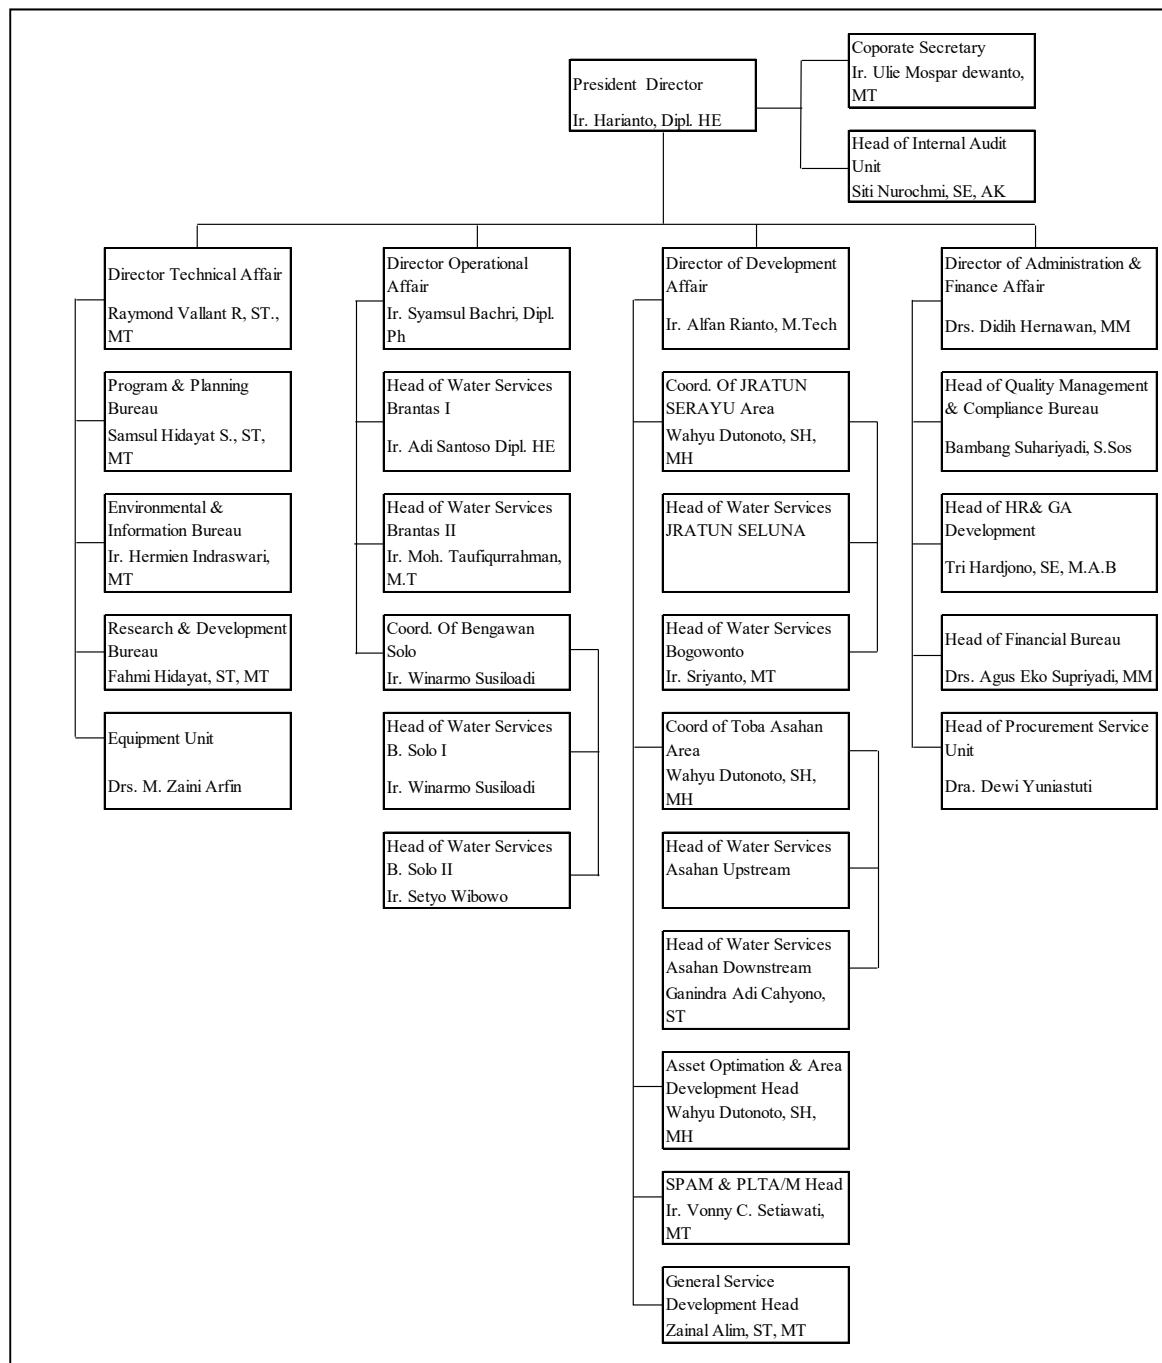 Coporate Secretary
Ir. Ulie Mospar dewanto,
MT
President Director
Ir. Harianto, Dipl. HE
Head of Internal Audit
Unit
Siti Nurochmi, SE, AK
Director Technical Affair
Raymond Vallant R, ST.,
MT
Program & Planning
Bureau
Samsul Hidayat S., ST,
MT
Environmental &
Information Bureau
Ir. Hermien Indraswari,
MT
Research & Development
Bureau
Fahmi Hidayat, ST, MT
Equipment Unit
Drs. M. Zaini Arfin
Director Operational
Affair
Ir. Syamsul Bachri, Dipl.
Ph
Head of Water Services
Brantas I
Ir. Adi Santoso Dipl. HE
Head of Water Services
Brantas II
Ir. Moh. Taufiqurrahman,
M.T
Coord. Of Bengawan
Solo
Ir. Winarmo Susiloadi
Head of Water Services
B. Solo I
Ir. Winarmo Susiloadi
Head of Water Services
B. Solo II
Ir. Setyo Wibowo
Director of Development
Affair
Ir. Alfan Rianto, M.Tech
Coord. Of JRATUN
SERAYU Area
Wahyu Dutonoto, SH,
MH
Head of Water Services
JRATUN SELUNA
Head of Water Services
Bogowonto
Ir. Sriyanto, MT
Coord of Toba Asahan
Area
Wahyu Dutonoto, SH,
MH
Head of Water Services
Asahan Upstream
Head of Water Services
Asahan Downstream
Ganindra Adi Cahyono,
ST
Asset Optimation & Area
Development Head
Wahyu Dutonoto, SH,
MH
SPAM & PLTA/M Head
Ir. Vonny C. Setiawati,
MT
General Service
Development Head
Zainal Alim, ST, MT
Director of Administration &
Finance Affair
Drs. Didih Hernawan, MM
Head of Quality Management
& Compliance Bureau
Bambang Suhariyadi, S.Sos
Head of HR& GA
Development
Tri Hardjono, SE, M.A.B
Head of Financial Bureau
Drs. Agus Eko Supriyadi, MM
Head of Procurement Service
Unit
Dra. Dewi Yuniastuti